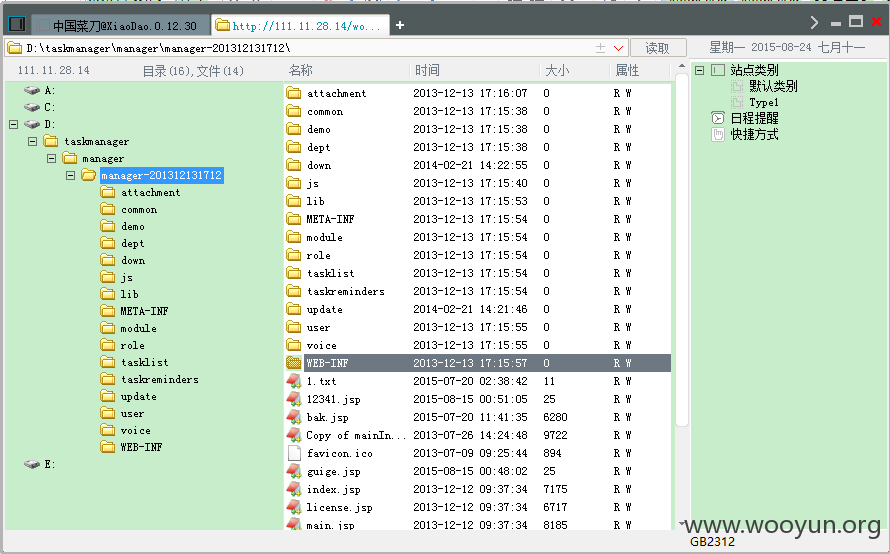 中国菜刀@XiaoDao.0.12.30
http://111.11.28.14/wo...
+
D:\taskmanager\manager\manager-201312131712\
读取
星期一 2015-08-24 七月十一
111.11.28.14 目录(16),文件(14) 名称 时间 大小 属性
A:
C:
D:
taskmanager
manager
manager-201312131712
attachment
common
demo
dept
down
js
lib
META-INF
module
role
tasklist
taskreminders
update
user
voice
WEB-INF
E:
attachment 2013-12-13 17:16:07 0 R W
common 2013-12-13 17:15:38 0 R W
demo 2013-12-13 17:15:38 0 R W
dept 2013-12-13 17:15:38 0 R W
down 2014-02-21 14:22:55 0 R W
js 2013-12-13 17:15:40 0 R W
lib 2013-12-13 17:15:53 0 R W
META-INF 2013-12-13 17:15:54 0 R W
module 2013-12-13 17:15:54 0 R W
role 2013-12-13 17:15:54 0 R W
tasklist 2013-12-13 17:15:54 0 R W
taskreminders 2013-12-13 17:15:54 0 R W
update 2014-02-21 14:21:46 0 R W
user 2013-12-13 17:15:55 0 R W
voice 2013-12-13 17:15:55 0 R W
WEB-INF 2013-12-13 17:15:57 0 R W
1.txt 2015-07-20 02:38:42 11 R W
12341.jsp 2015-08-15 00:51:05 25 R W
bak.jsp 2015-07-20 11:41:35 6280 R W
Copy of mainIn... 2013-07-26 14:24:48 9722 R W
favicon.ico 2013-07-09 09:25:44 894 R W
guige.jsp 2015-08-15 00:48:02 25 R W
index.jsp 2013-12-12 09:37:34 7175 R W
license.jsp 2013-12-12 09:37:34 6717 R W
main.jsp 2013-12-12 09:37:34 8185 R W
站点类别
默认类别
Type1
日程提醒
快捷方式
www.wooyun.org
GB2312